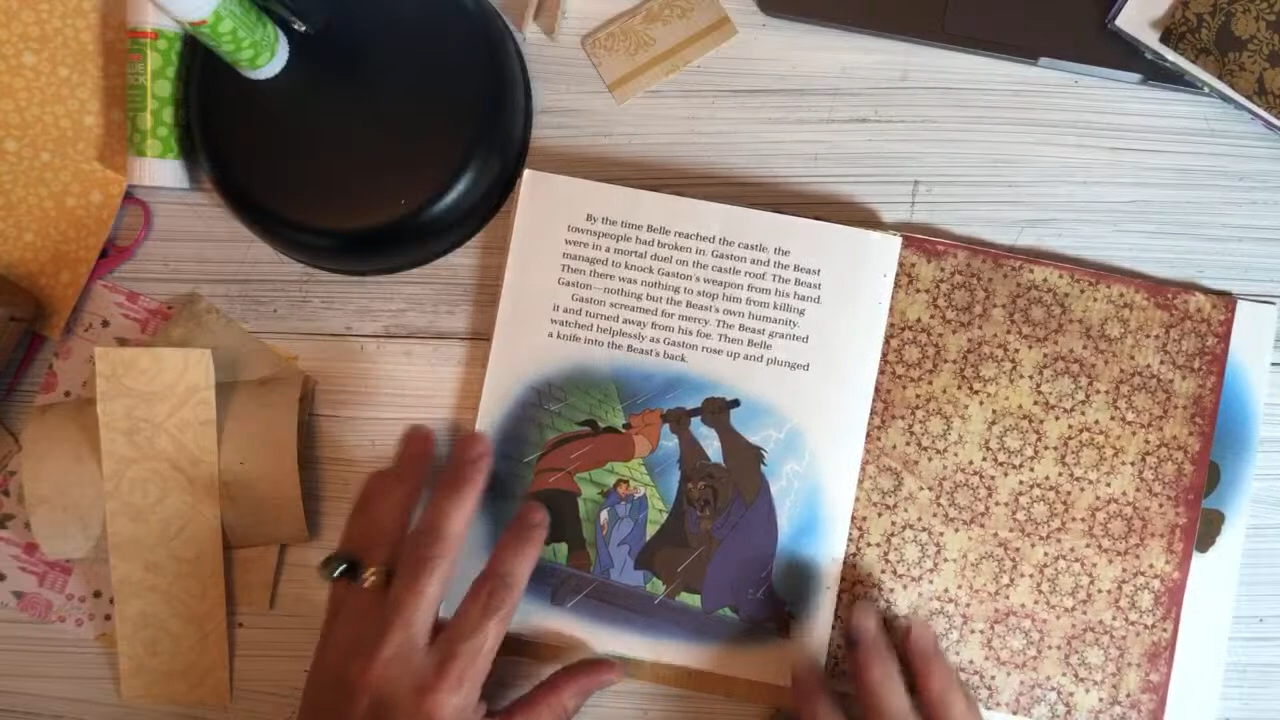 By the time Belle reached the castle, the
townspeople had broken in. Gaston and the Beast
were in a mortal duel on the castle roof. The Beast
managed to knock Gaston's weapon from his hand.
Then there was nothing to stop him from killing
Gaston—nothing but the Beast's own humanity.
Gaston screamed for mercy. The Beast granted
it and turned away from his foe. Then Belle
watched helplessly as Gaston rose up and plunged
a knife into the Beast's back.